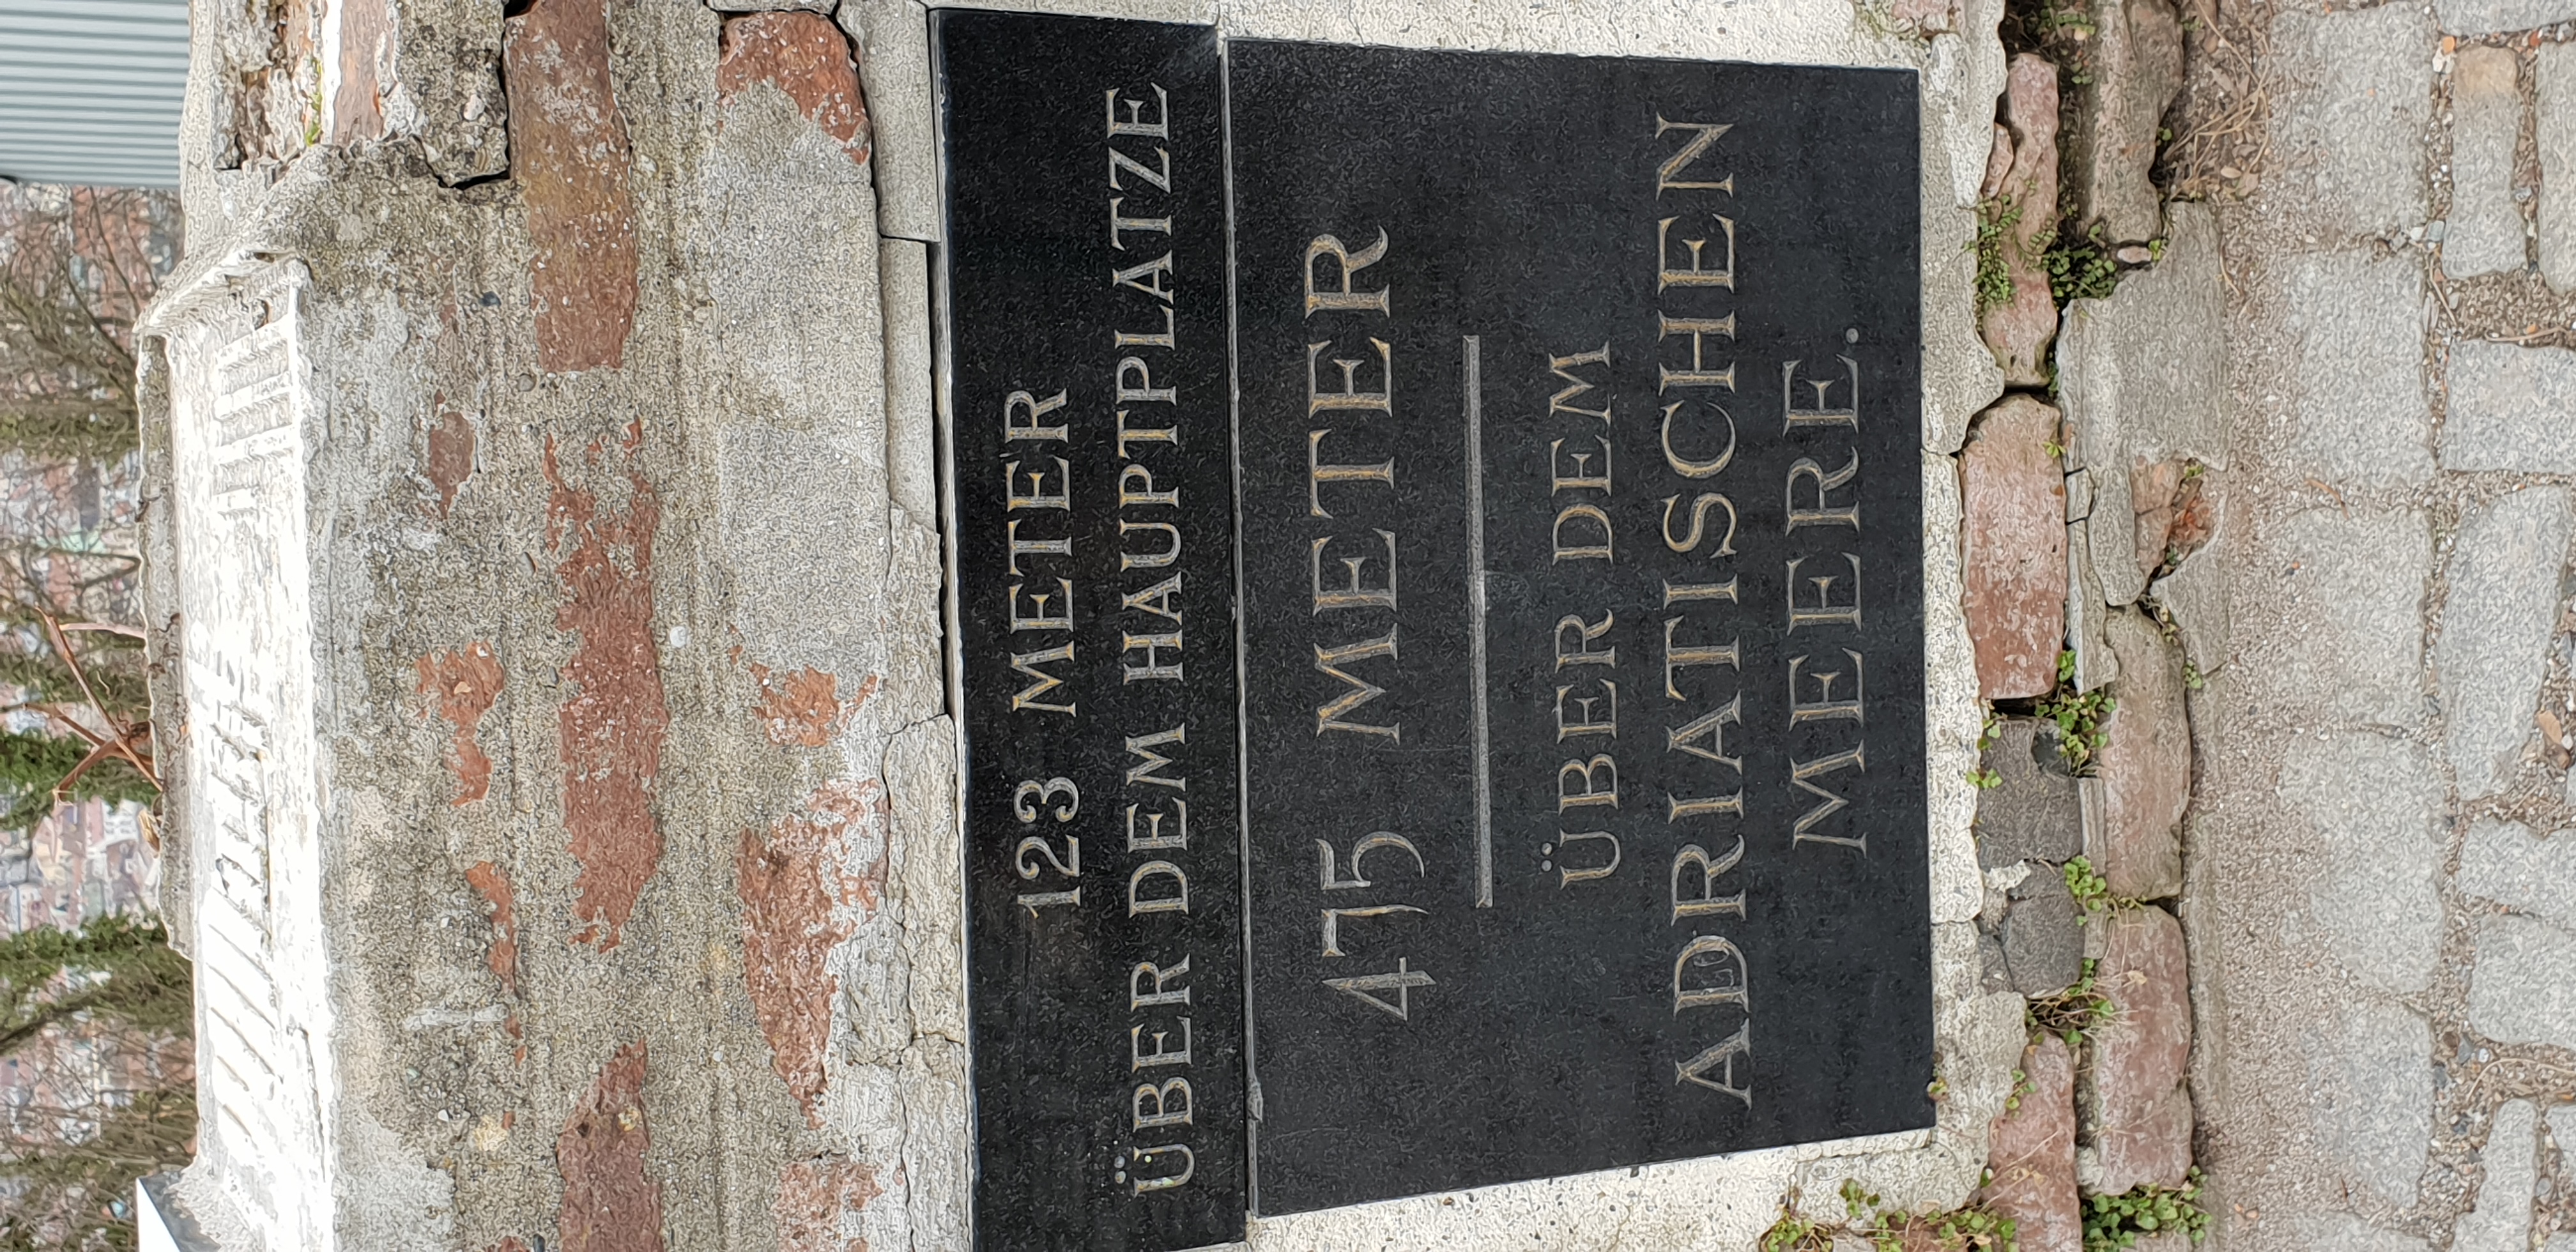 123 METER
ÜBER DEM HAUPTPLATZE
475 METER
ÜBER DEM
ADRIATISCHEN
MEERE.